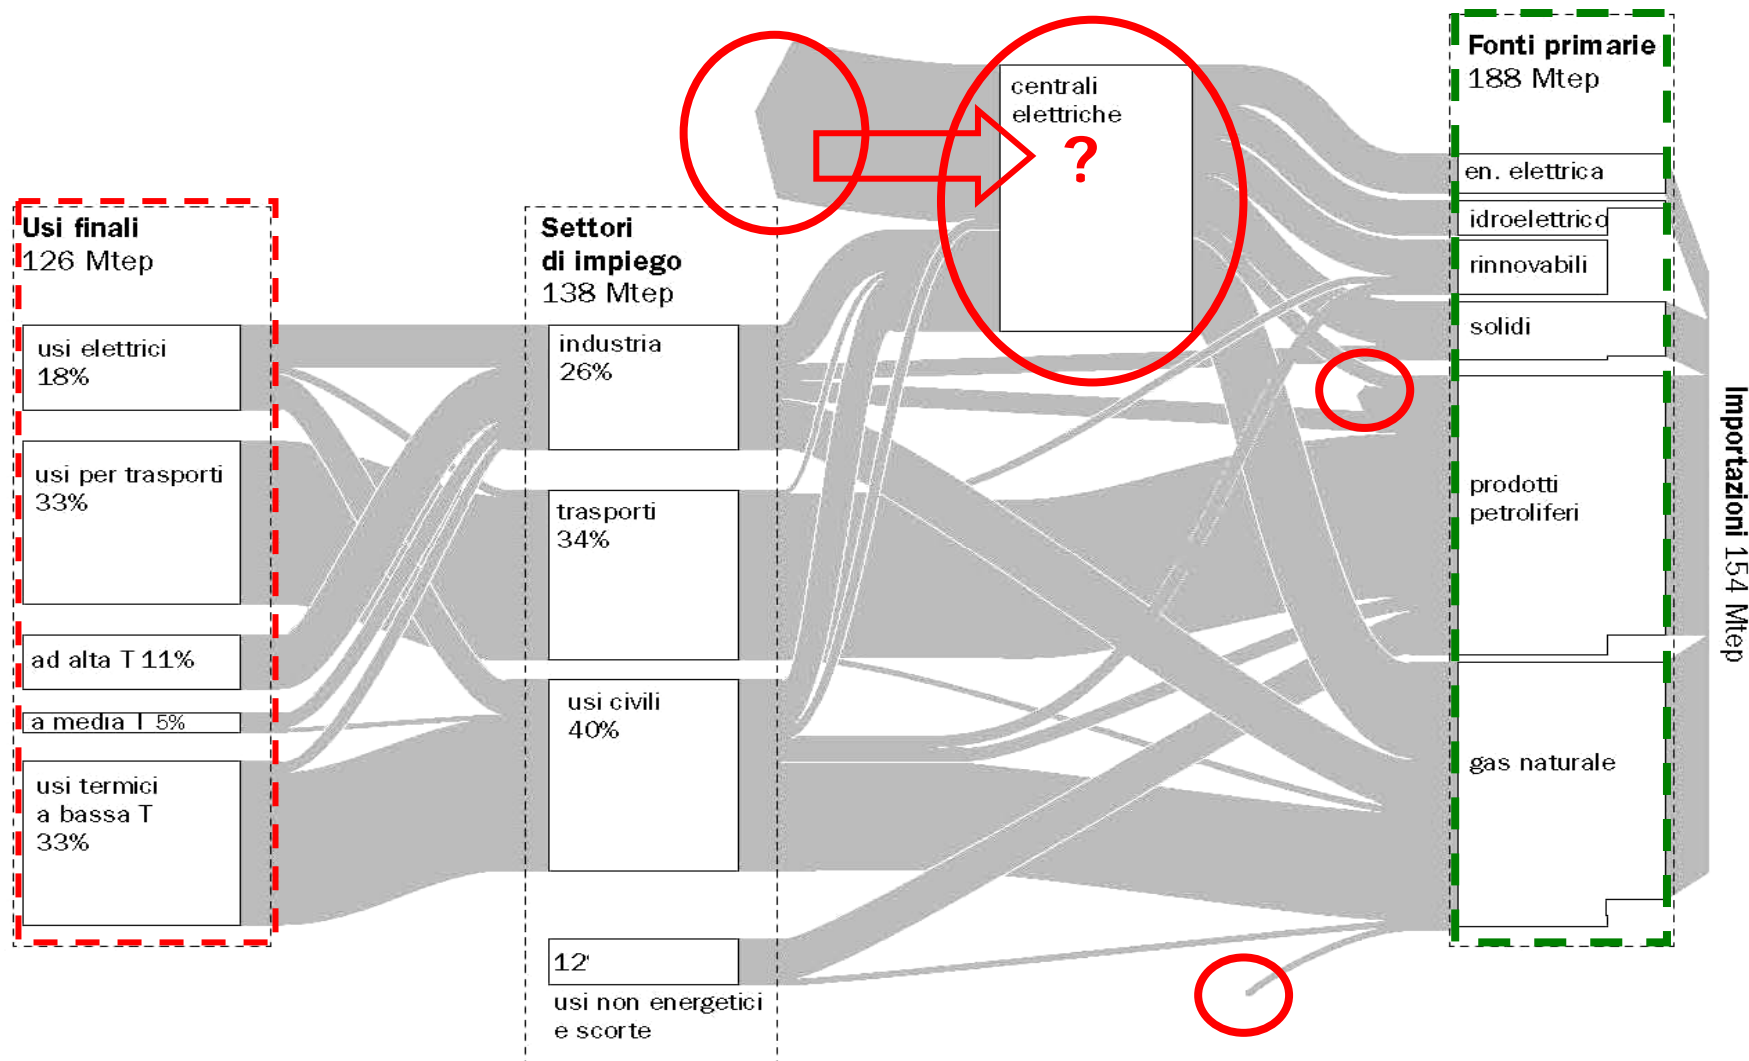 Usi finali
126 Mtep
usi elettrici
18%
usi per trasporti
33%
ad alta T 11%
a media T 5%
usi termici
a bassa T
33%
Settori
di impiego
138 Mtep
industria
26%
trasporti
34%
usi civili
40%
12
usi non energetici
e scorte
centrali
elettriche
?
Fonti primarie
188 Mtep
en. elettrica
idroelettrico
rinnovabili
solidi
prodotti
petroliferi
gas naturale
Importazioni 154 Mtep